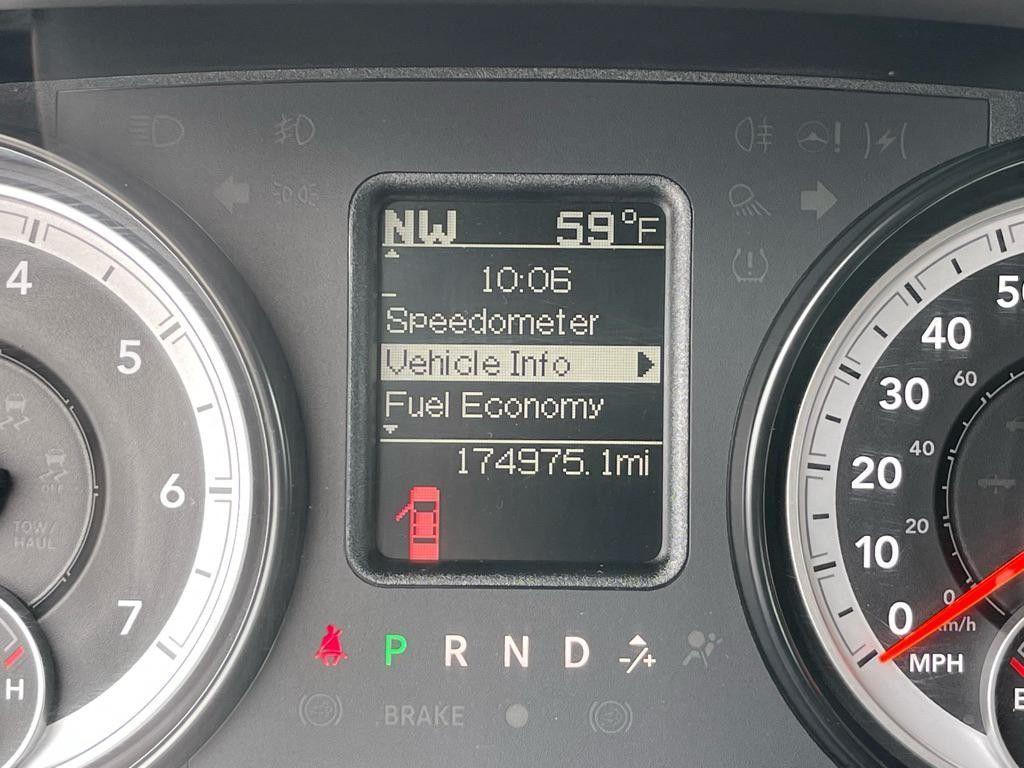 NW 59°F
10:06
Speedometer
Vehicle Info
Fuel Economy
174975.1mi
P R N D -/+
BRAKE
4
5
6
7
TOW/
HAUL
OFF
H
50
40
30
20
10
0
MPH
60
40
20
0
km/h
E